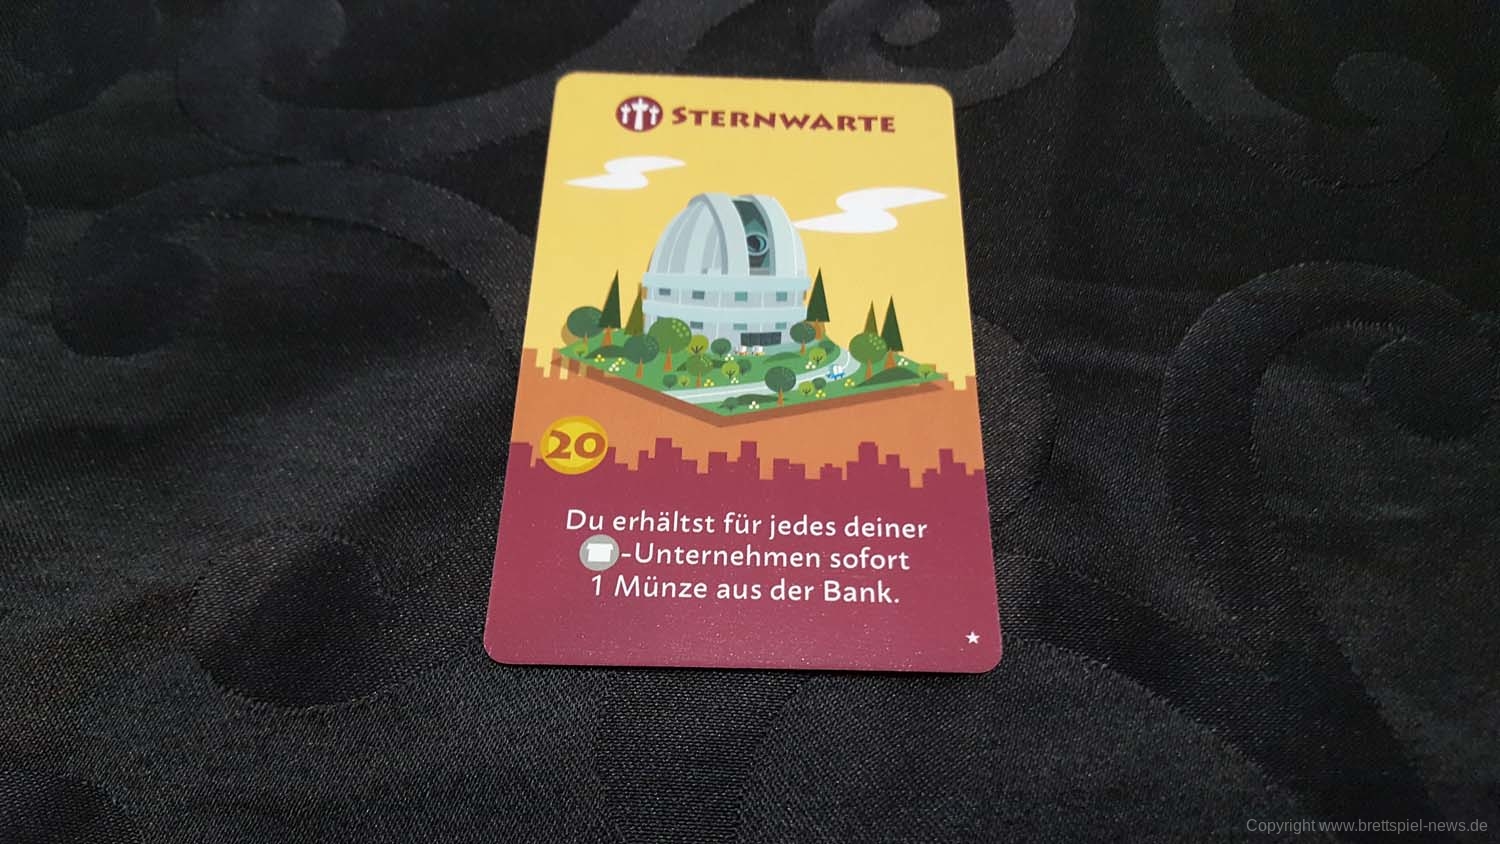 STERNWARTE
20
Du erhältst für jedes deiner
-Unternehmen sofort
1 Münze aus der Bank.
Copyright www.brettspiel-news.de